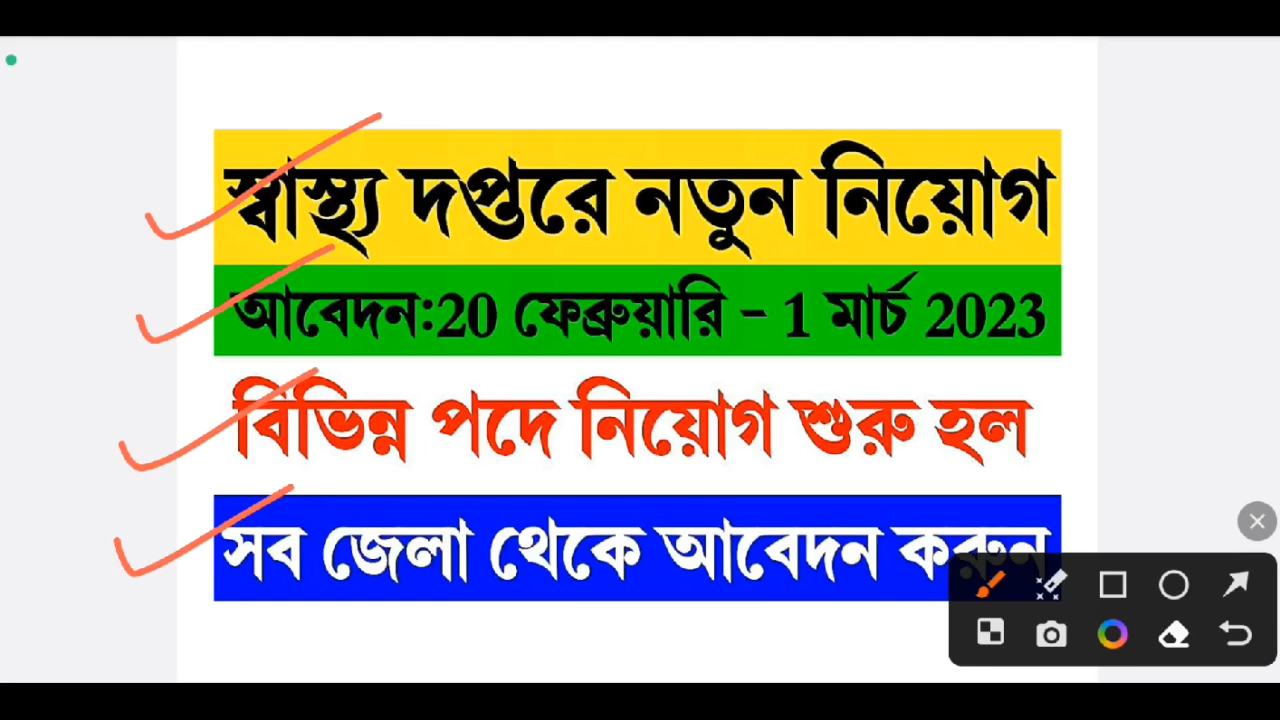 স্বাস্থ্য দপ্তরে নতুন নিয়োগ
আবেদন:20 ফেব্রুয়ারি - 1 মার্চ 2023
বিভিন্ন পদে নিয়োগ শুরু হল
সব জেলা থেকে আবেদন করুন